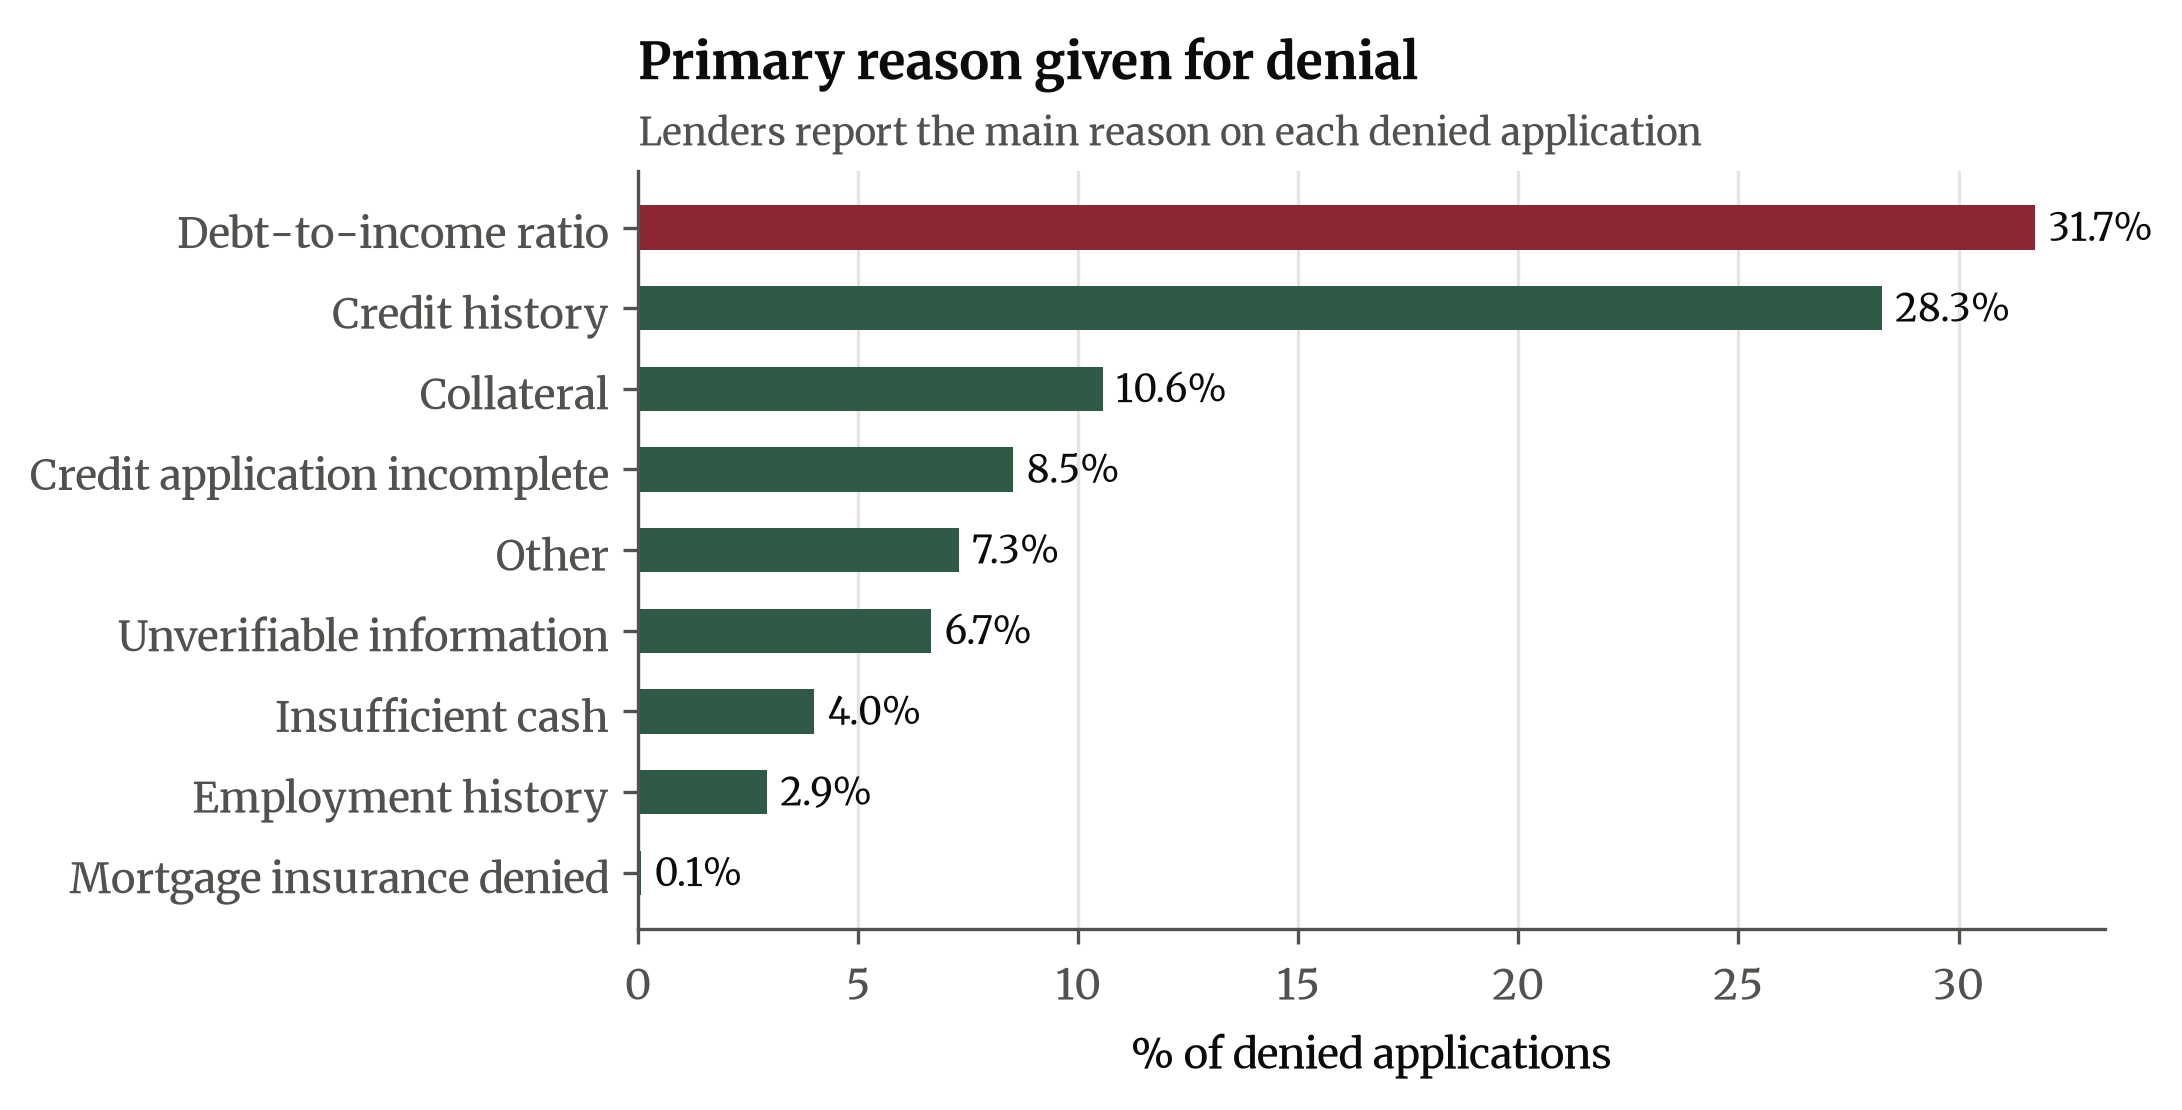 Primary reason given for denial
Lenders report the main reason on each denied application
Debt-to-income ratio 31.7%
Credit history 28.3%
Collateral 10.6%
Credit application incomplete 8.5%
Other 7.3%
Unverifiable information 6.7%
Insufficient cash 4.0%
Employment history 2.9%
Mortgage insurance denied 0.1%
0 5 10 15 20 25 30
% of denied applications